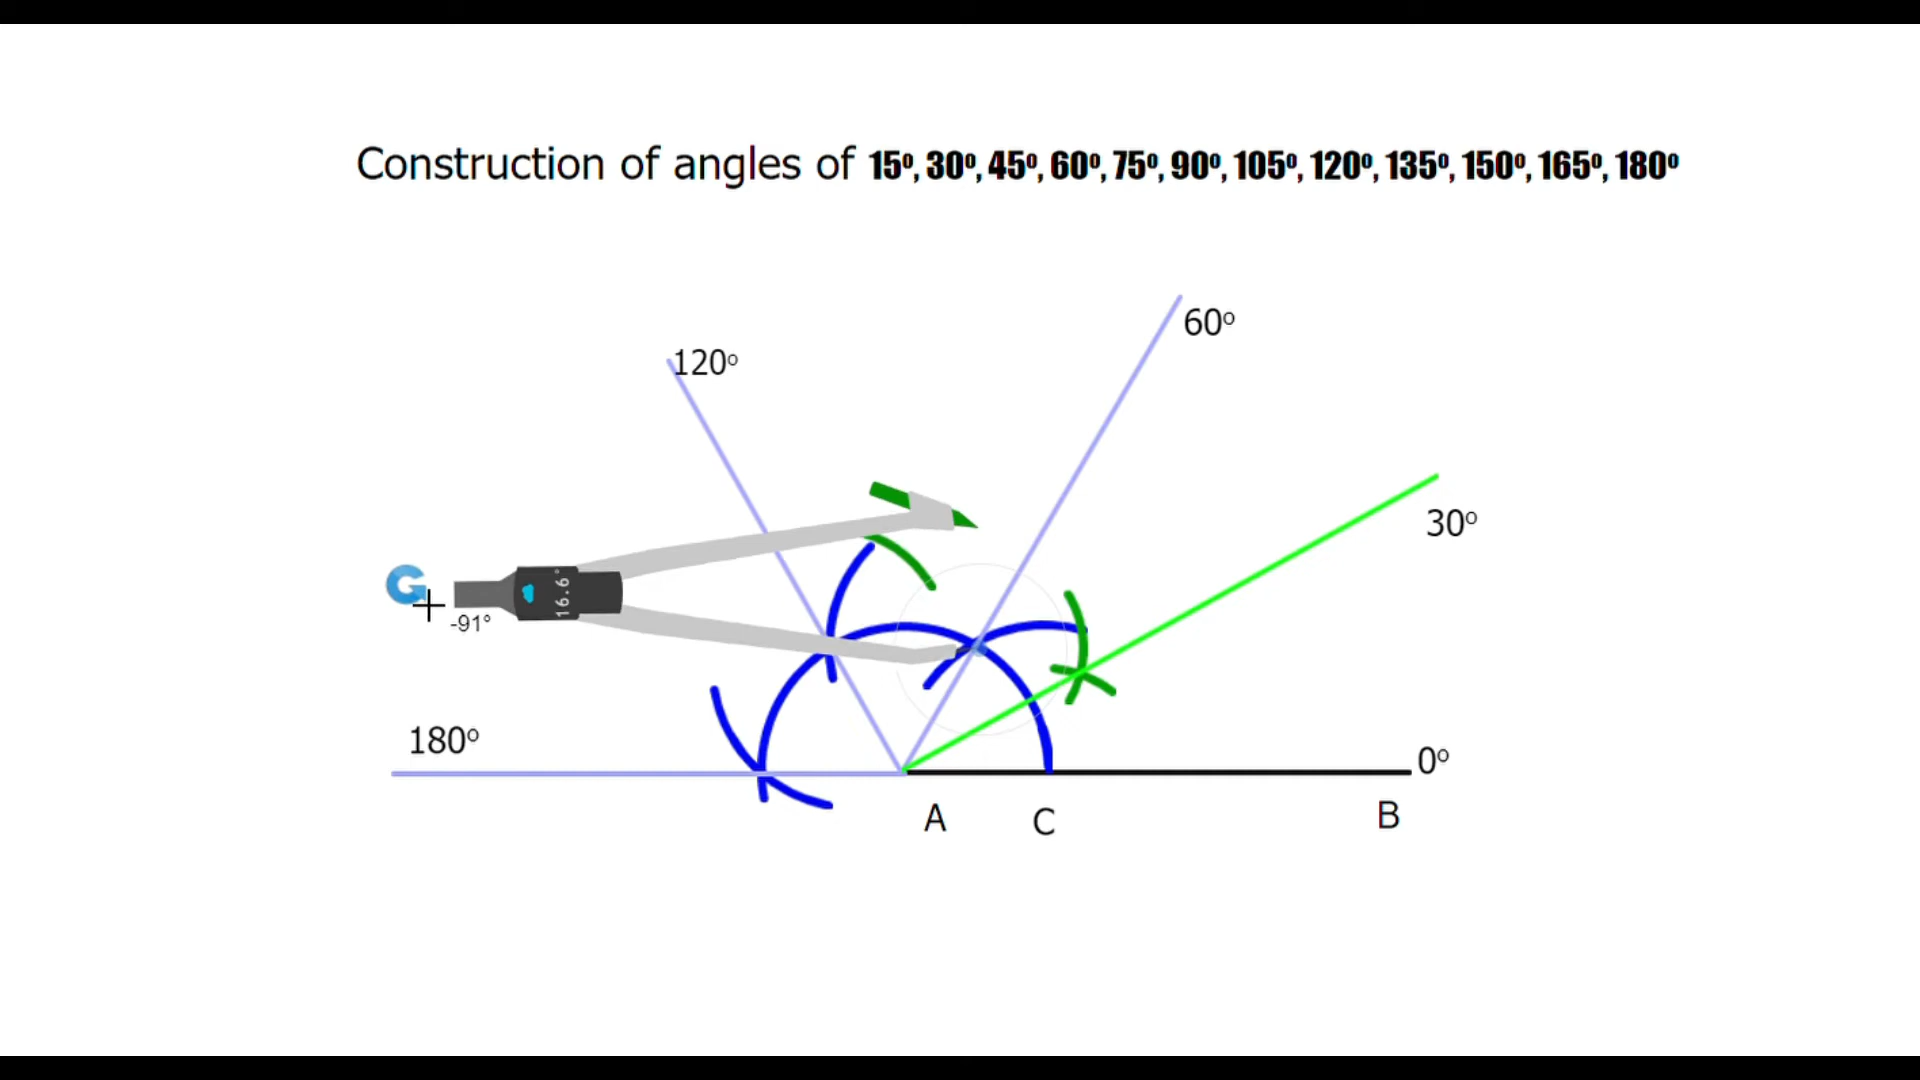 Construction of angles of 15º, 30º, 45º, 60º, 75º, 90º, 105º, 120º, 135º, 150º, 165º, 180º
60º
120º
30º
16.6°
-91°
180º
0º
A
C
B